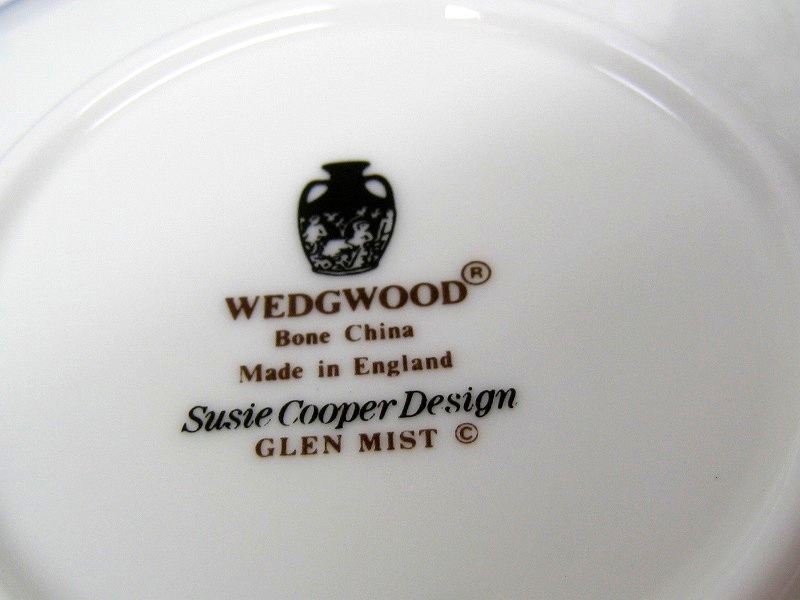 WEDGWOOD®
Bone China
Made in England
Susie Cooper Design
GLEN MIST ©